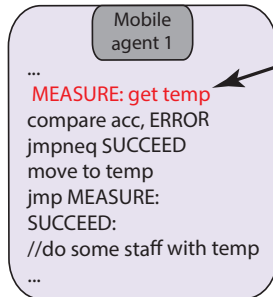 Mobile
agent 1
...
MEASURE: get temp
compare acc, ERROR
jmpneq SUCCEED
move to temp
jmp MEASURE:
SUCCEED:
//do some staff with temp
...